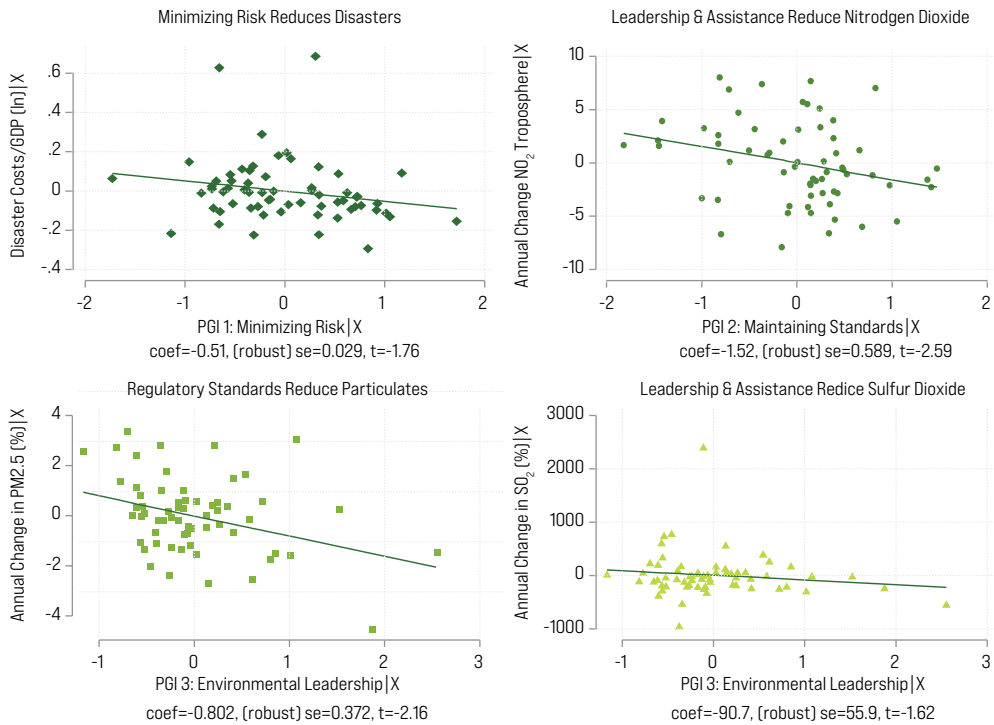 Minimizing Risk Reduces Disasters
Disaster Costs/GDP (ln)|X
.6
.4
.2
0
-.2
-.4
-2
-1
0
1
2
PGI 1: Minimizing Risk|X
coef=-0.51, (robust) se=0.029, t=-1.76
Leadership & Assistance Reduce Nitrodgen Dioxide
Annual Change NO2 Troposphere|X
10
5
0
-5
-10
-2
-1
0
1
2
PGI 2: Maintaining Standards|X
coef=-1.52, (robust) se=0.589, t=-2.59
Regulatory Standards Reduce Particulates
Annual Change in PM2.5 (%)|X
4
2
0
-2
-4
-1
0
1
2
3
PGI 3: Environmental Leadership|X
coef=-0.802, (robust) se=0.372, t=-2.16
Leadership & Assistance Redice Sulfur Dioxide
Annual Change in SO2 (%)|X
3000
2000
1000
0
-1000
-1
0
1
2
3
PGI 3: Environmental Leadership|X
coef=-90.7, (robust) se=55.9, t=-1.62